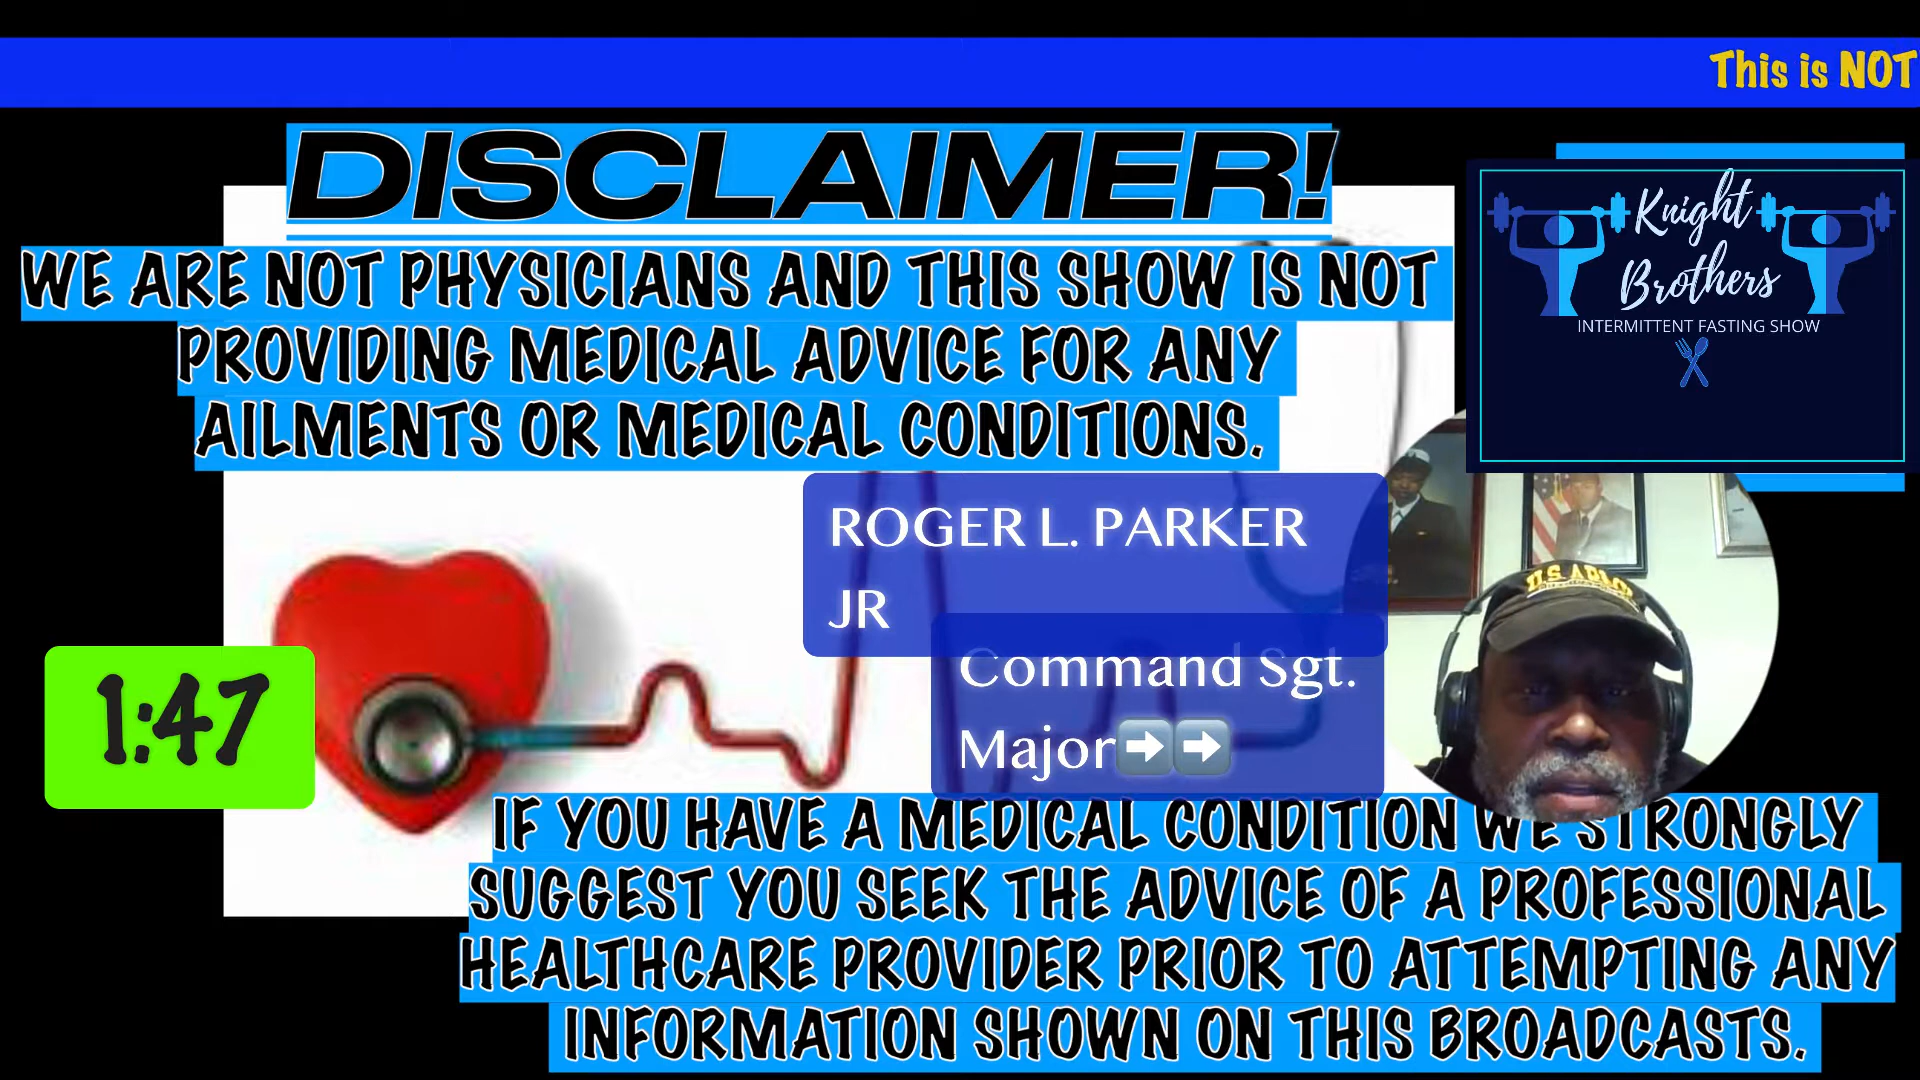 This is NOT
DISCLAIMER!
WE ARE NOT PHYSICIANS AND THIS SHOW IS NOT
PROVIDING MEDICAL ADVICE FOR ANY
AILMENTS OR MEDICAL CONDITIONS.
Knight
Brothers
INTERMITTENT FASTING SHOW
ROGER L. PARKER
JR
Command Sgt.
Major➡️➡️
U.S. ARMY
1:47
IF YOU HAVE A MEDICAL CONDITION WE STRONGLY
SUGGEST YOU SEEK THE ADVICE OF A PROFESSIONAL
HEALTHCARE PROVIDER PRIOR TO ATTEMPTING ANY
INFORMATION SHOWN ON THIS BROADCASTS.